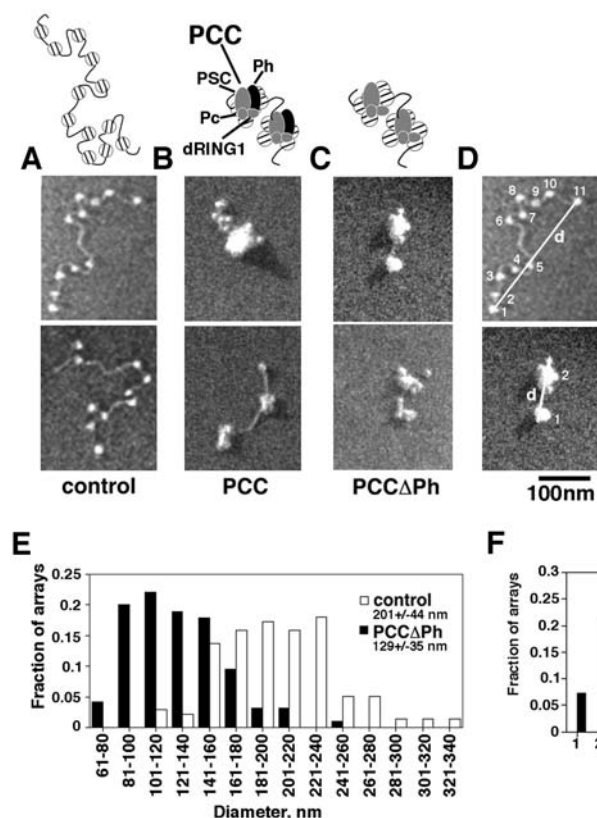 PCC
Ph
PSC
Pc
dRING1
A
B
C
D
8
9
10
11
6
7
d
3
4
5
2
1
2
d
1
control
PCC
PCCΔPh
100nm
E
Fraction of arrays
0.25
0.2
0.15
0.1
0.05
0
control
201+/-44 nm
PCCΔPh
129+/-35 nm
61-80
81-100
101-120
121-140
141-160
161-180
181-200
201-220
221-240
241-260
261-280
281-300
301-320
321-340
Diameter, nm
F
Fraction of arrays
0.3
0.25
0.2
0.15
0.1
0.05
0
1